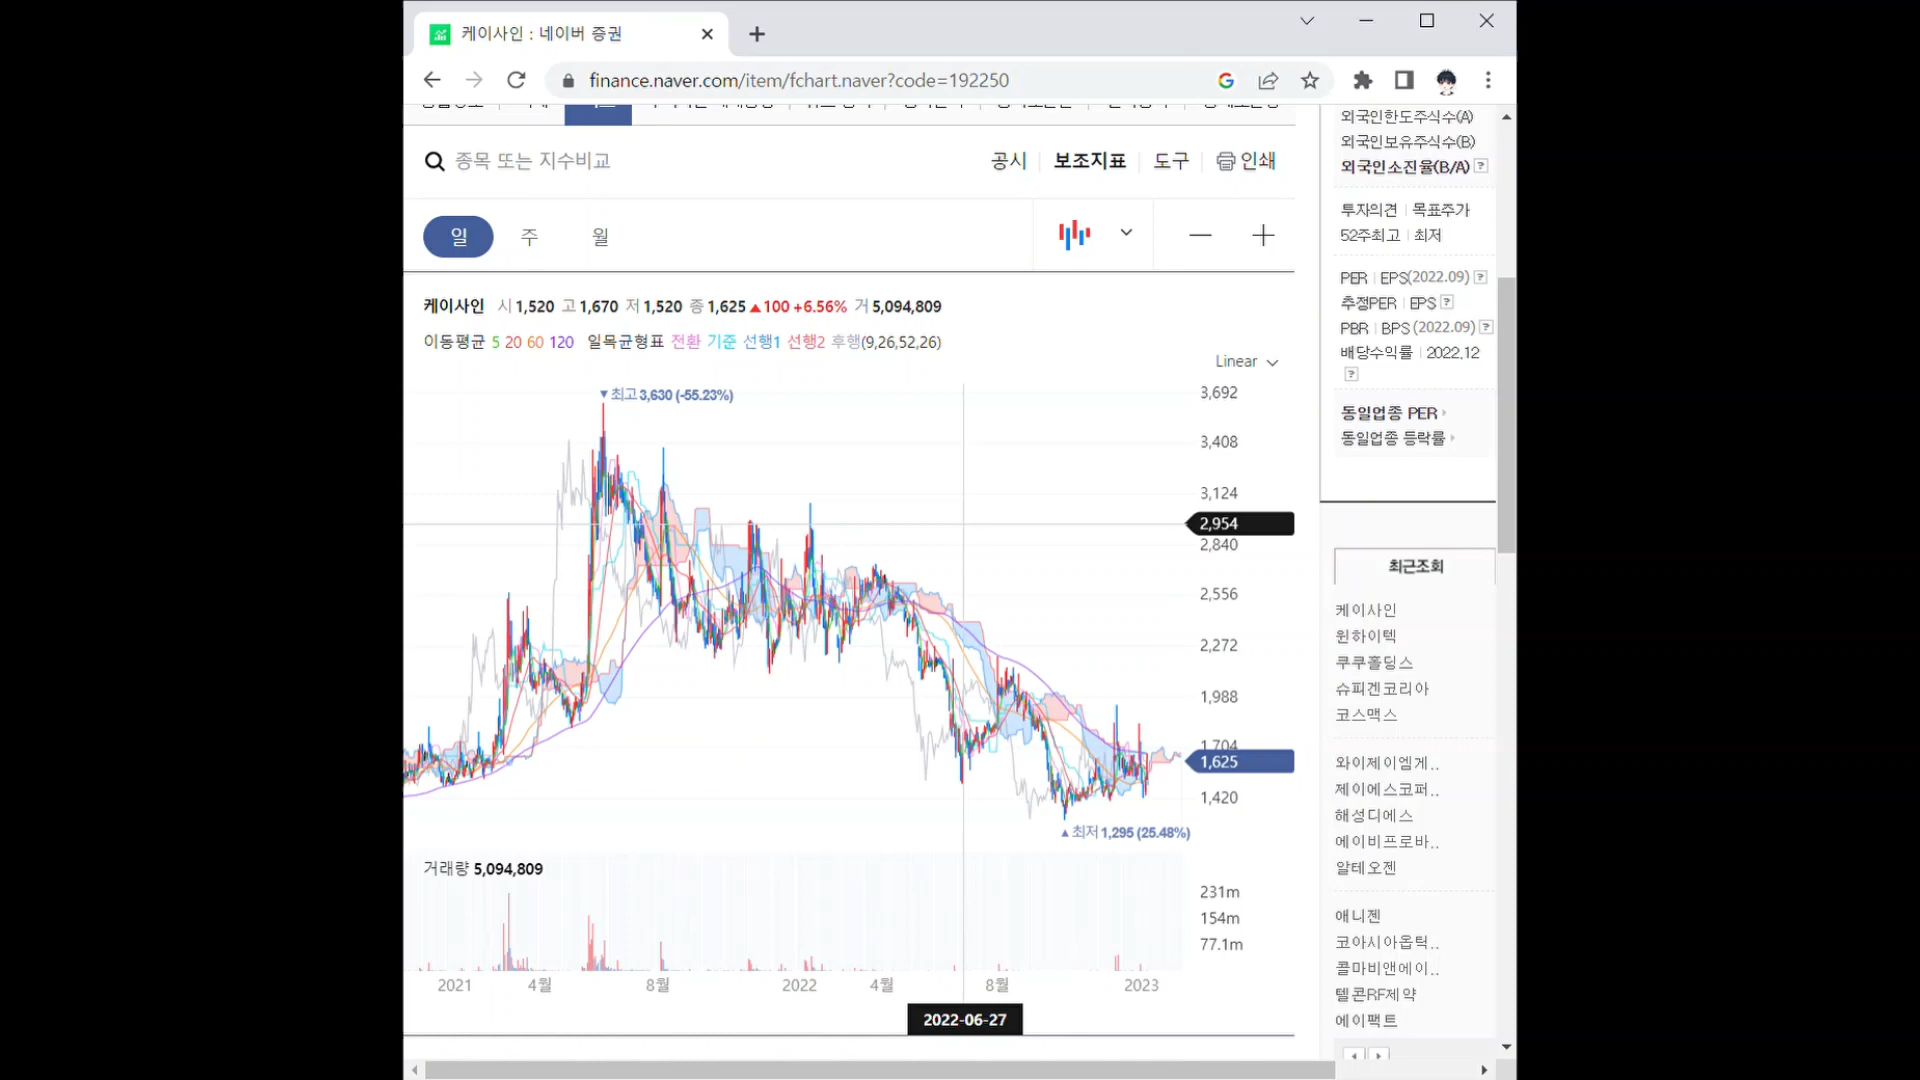 케이사인 : 네이버 증권
finance.naver.com/item/fchart.naver?code=192250
종목 또는 지수비교
공시 보조지표 도구 인쇄
일 주 월
케이사인 시 1,520 고 1,670 저 1,520 종 1,625 ▲100 +6.56% 거 5,094,809
이동평균 5 20 60 120 일목균형표 전환 기준 선행1 선행2 후행(9,26,52,26)
Linear
▼최고 3,630 (-55.23%)
3,692
3,408
3,124
2,954
2,840
2,556
2,272
1,988
1,704
1,625
1,420
▲최저 1,295 (25.48%)
거래량 5,094,809
231m
154m
77.1m
2021 4월 8월 2022 4월 8월 2023
2022-06-27
외국인한도주식수(A)
외국인보유주식수(B)
외국인소진율(B/A) ?
투자의견 | 목표주가
52주최고 | 최저
PER | EPS(2022.09) ?
추정PER | EPS ?
PBR | BPS (2022.09) ?
배당수익률 | 2022.12
?
동일업종 PER
동일업종 등락률
최근조회
케이사인
윈하이텍
쿠쿠홀딩스
슈피겐코리아
코스맥스
와이제이엠게..
제이에스코퍼..
해성디에스
에이비프로바..
알테오젠
애니젠
코아시아옵틱..
콜마비앤에이..
텔콘RF제약
에이팩트